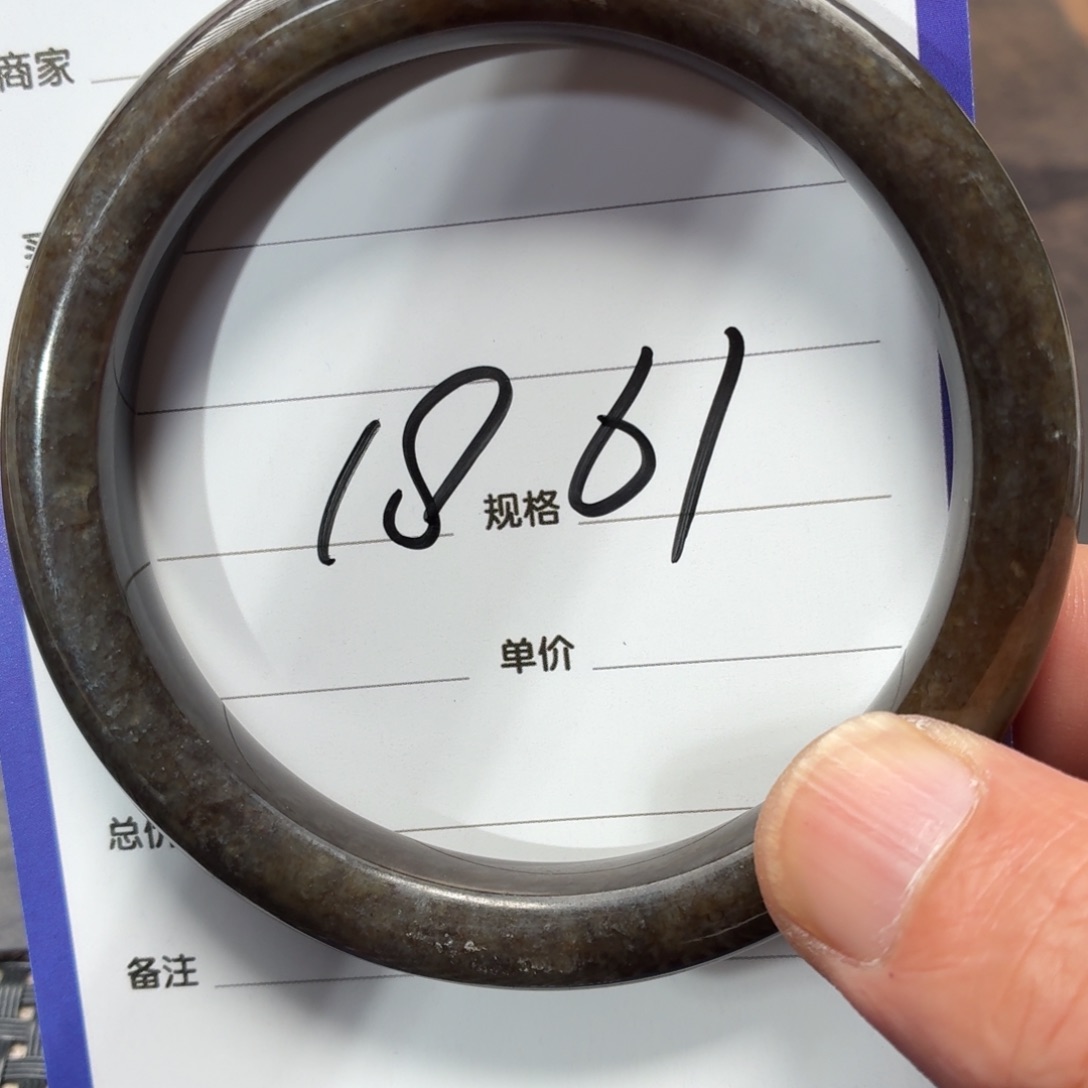 商家
18 规格 61
单价
总价
备注